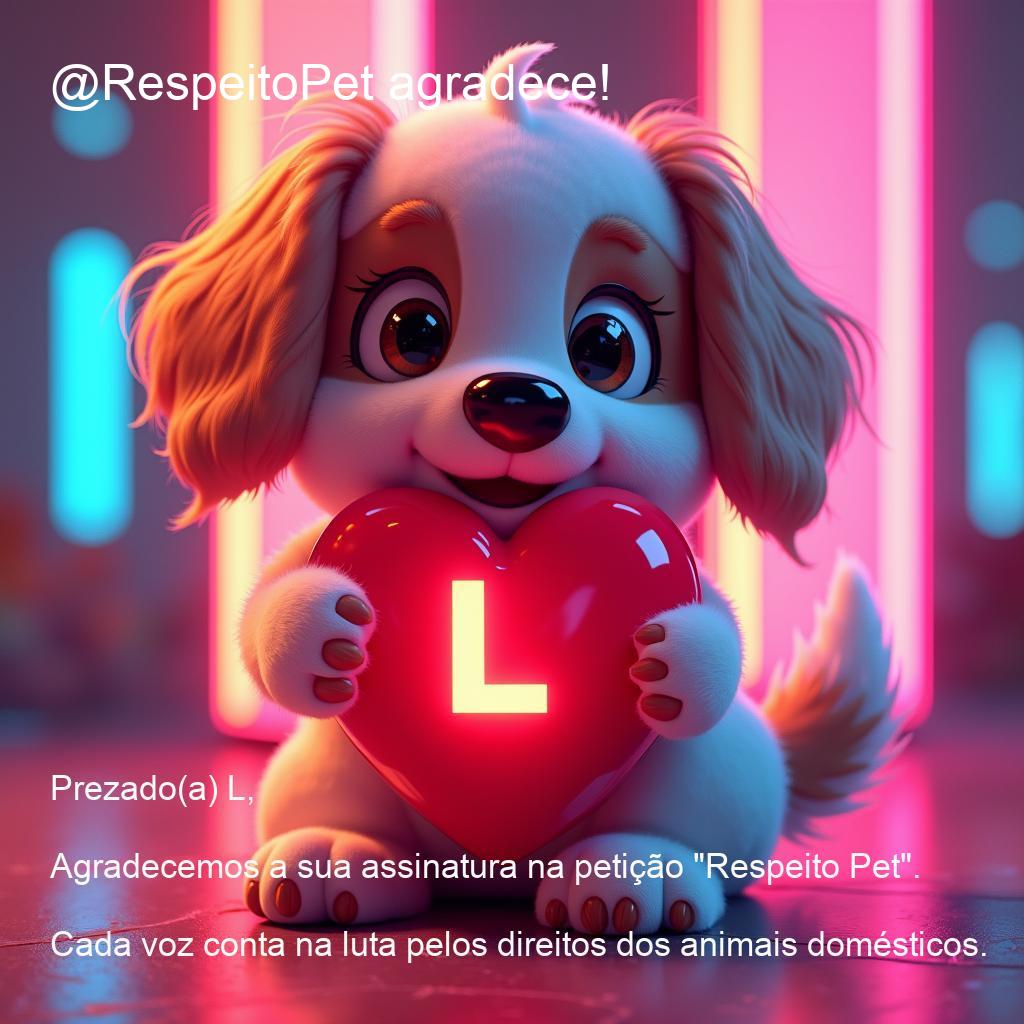 @RespeitoPet agradece!
L
Prezado(a) L,
Agradecemos a sua assinatura na petição "Respeito Pet".
Cada voz conta na luta pelos direitos dos animais domésticos.